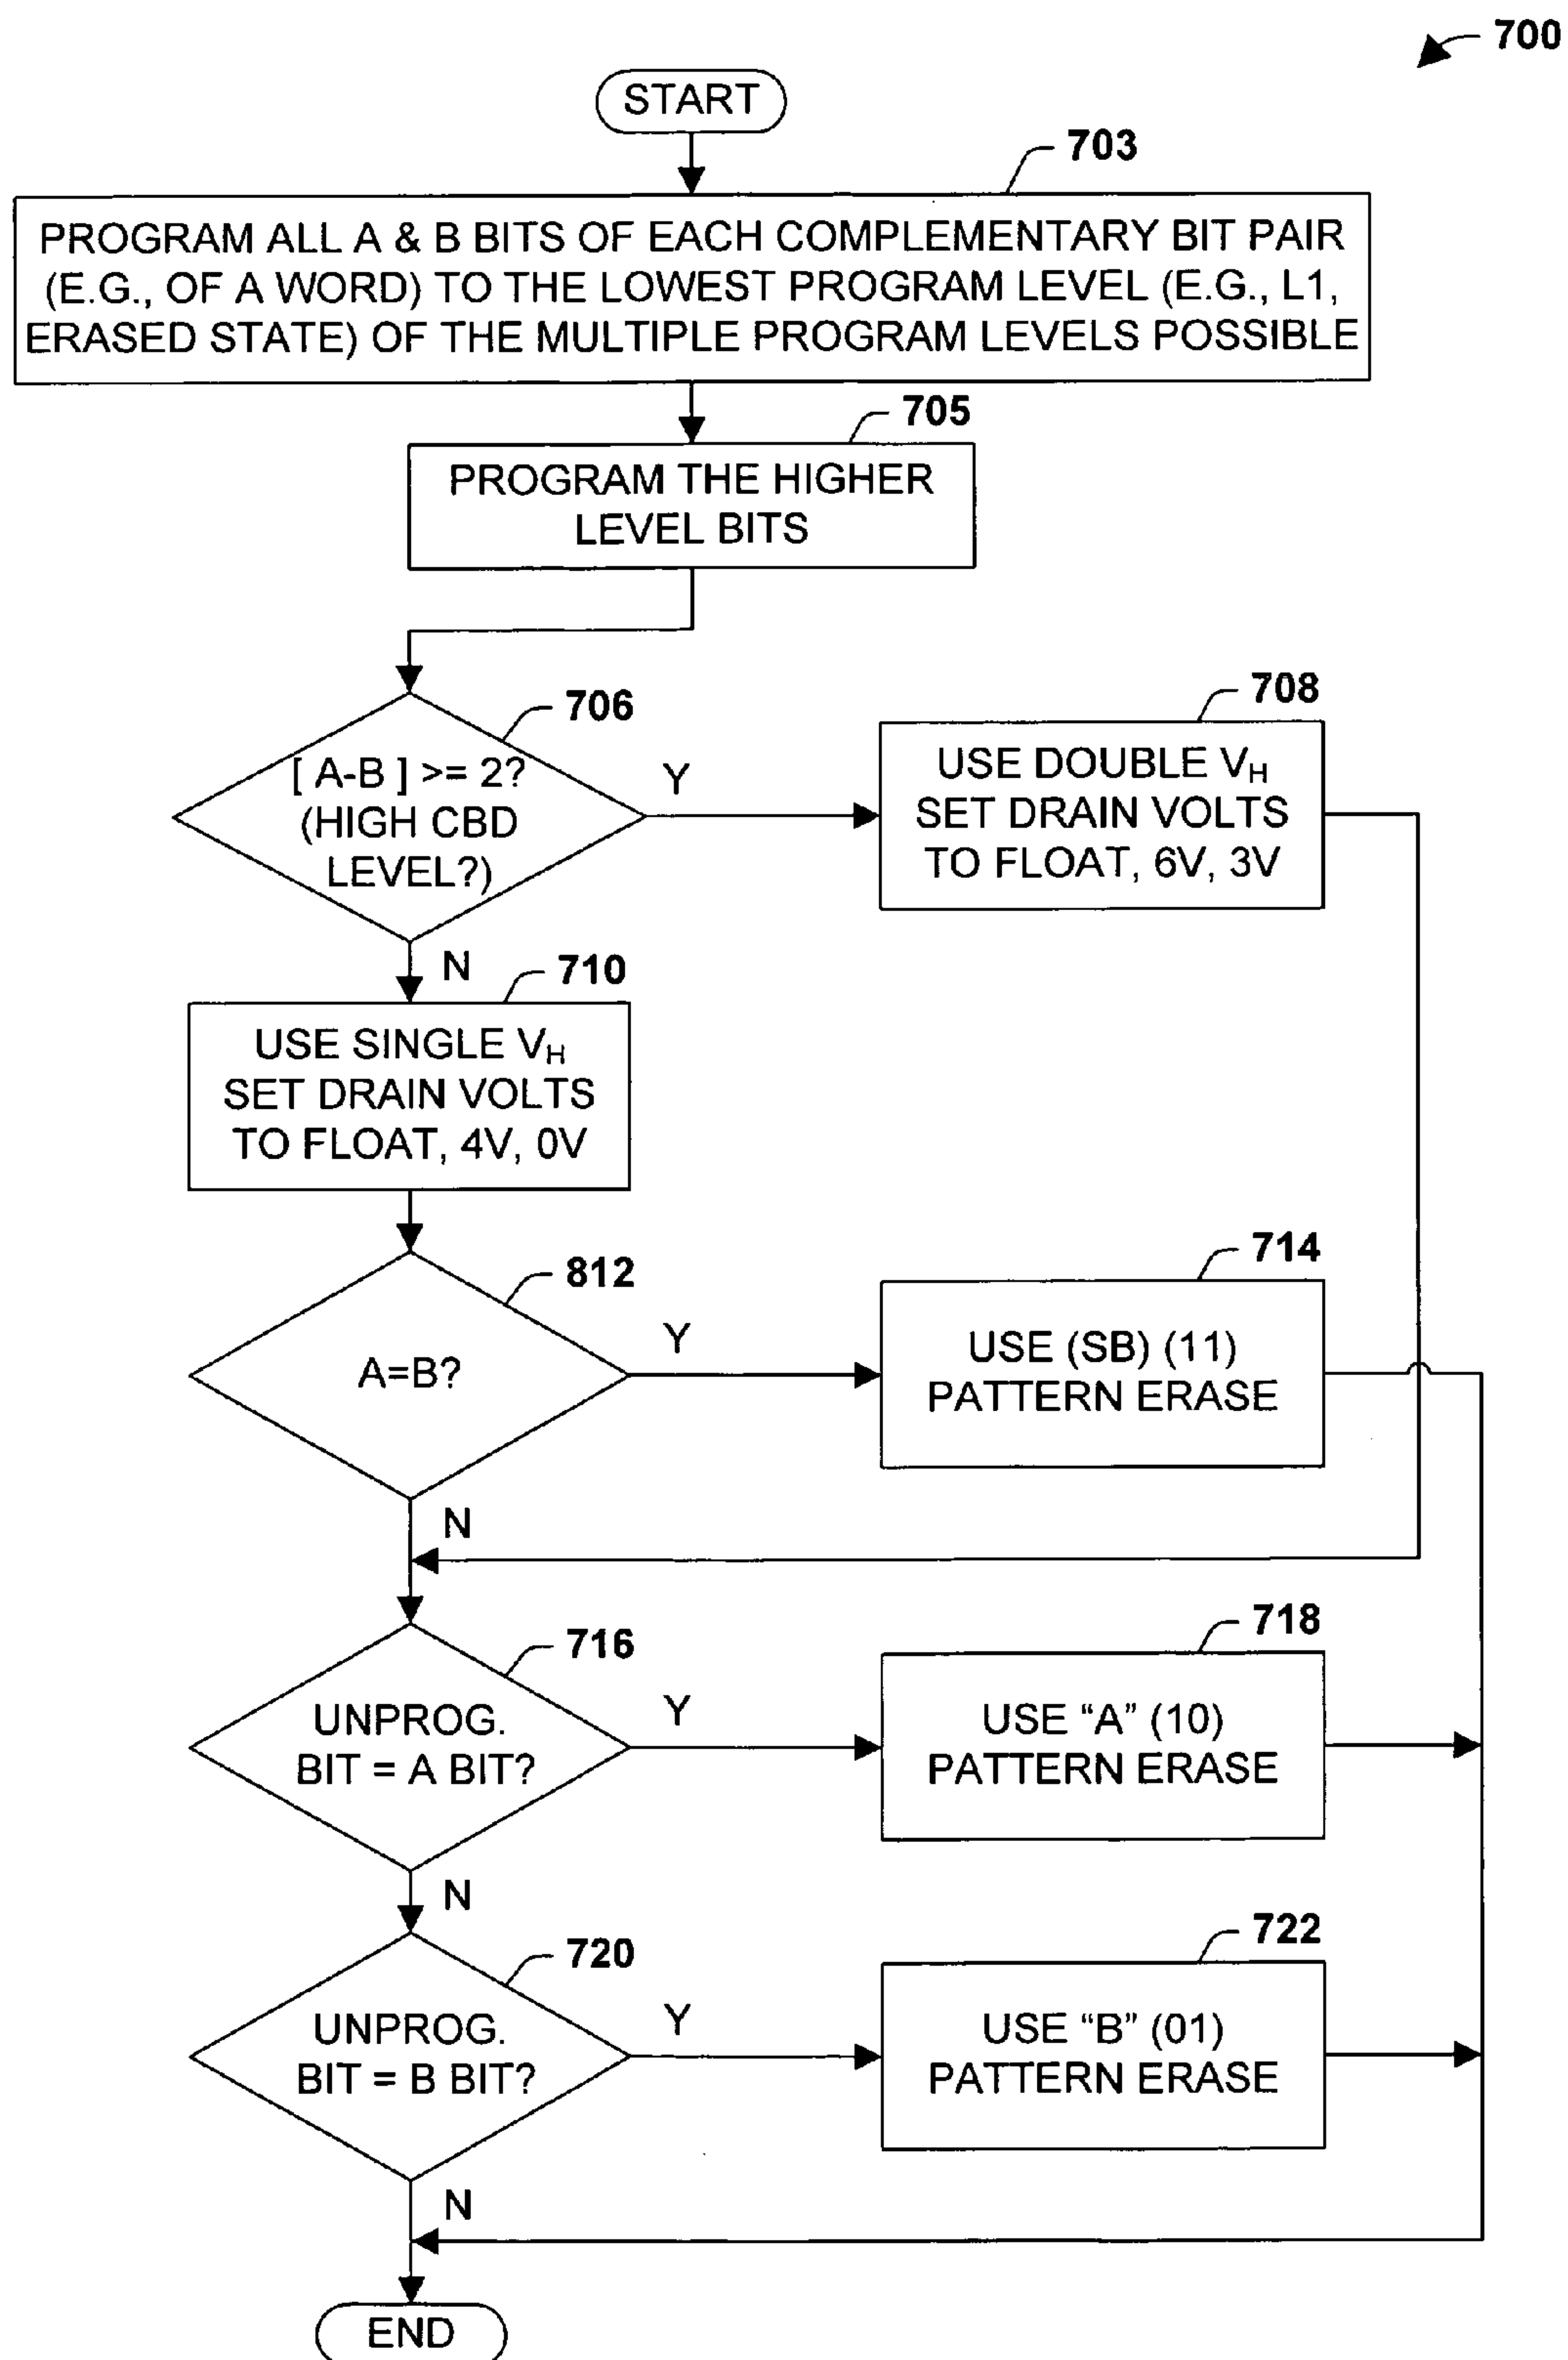 700
START
703
PROGRAM ALL A & B BITS OF EACH COMPLEMENTARY BIT PAIR
(E.G., OF A WORD) TO THE LOWEST PROGRAM LEVEL (E.G., L1,
ERASED STATE) OF THE MULTIPLE PROGRAM LEVELS POSSIBLE
705
PROGRAM THE HIGHER
LEVEL BITS
706
[ A-B ] >= 2?
(HIGH CBD
LEVEL?)
Y
708
USE DOUBLE VH
SET DRAIN VOLTS
TO FLOAT, 6V, 3V
N
710
USE SINGLE VH
SET DRAIN VOLTS
TO FLOAT, 4V, 0V
812
A=B?
Y
714
USE (SB) (11)
PATTERN ERASE
N
716
UNPROG.
BIT = A BIT?
Y
718
USE “A” (10)
PATTERN ERASE
N
720
UNPROG.
BIT = B BIT?
Y
722
USE “B” (01)
PATTERN ERASE
N
END